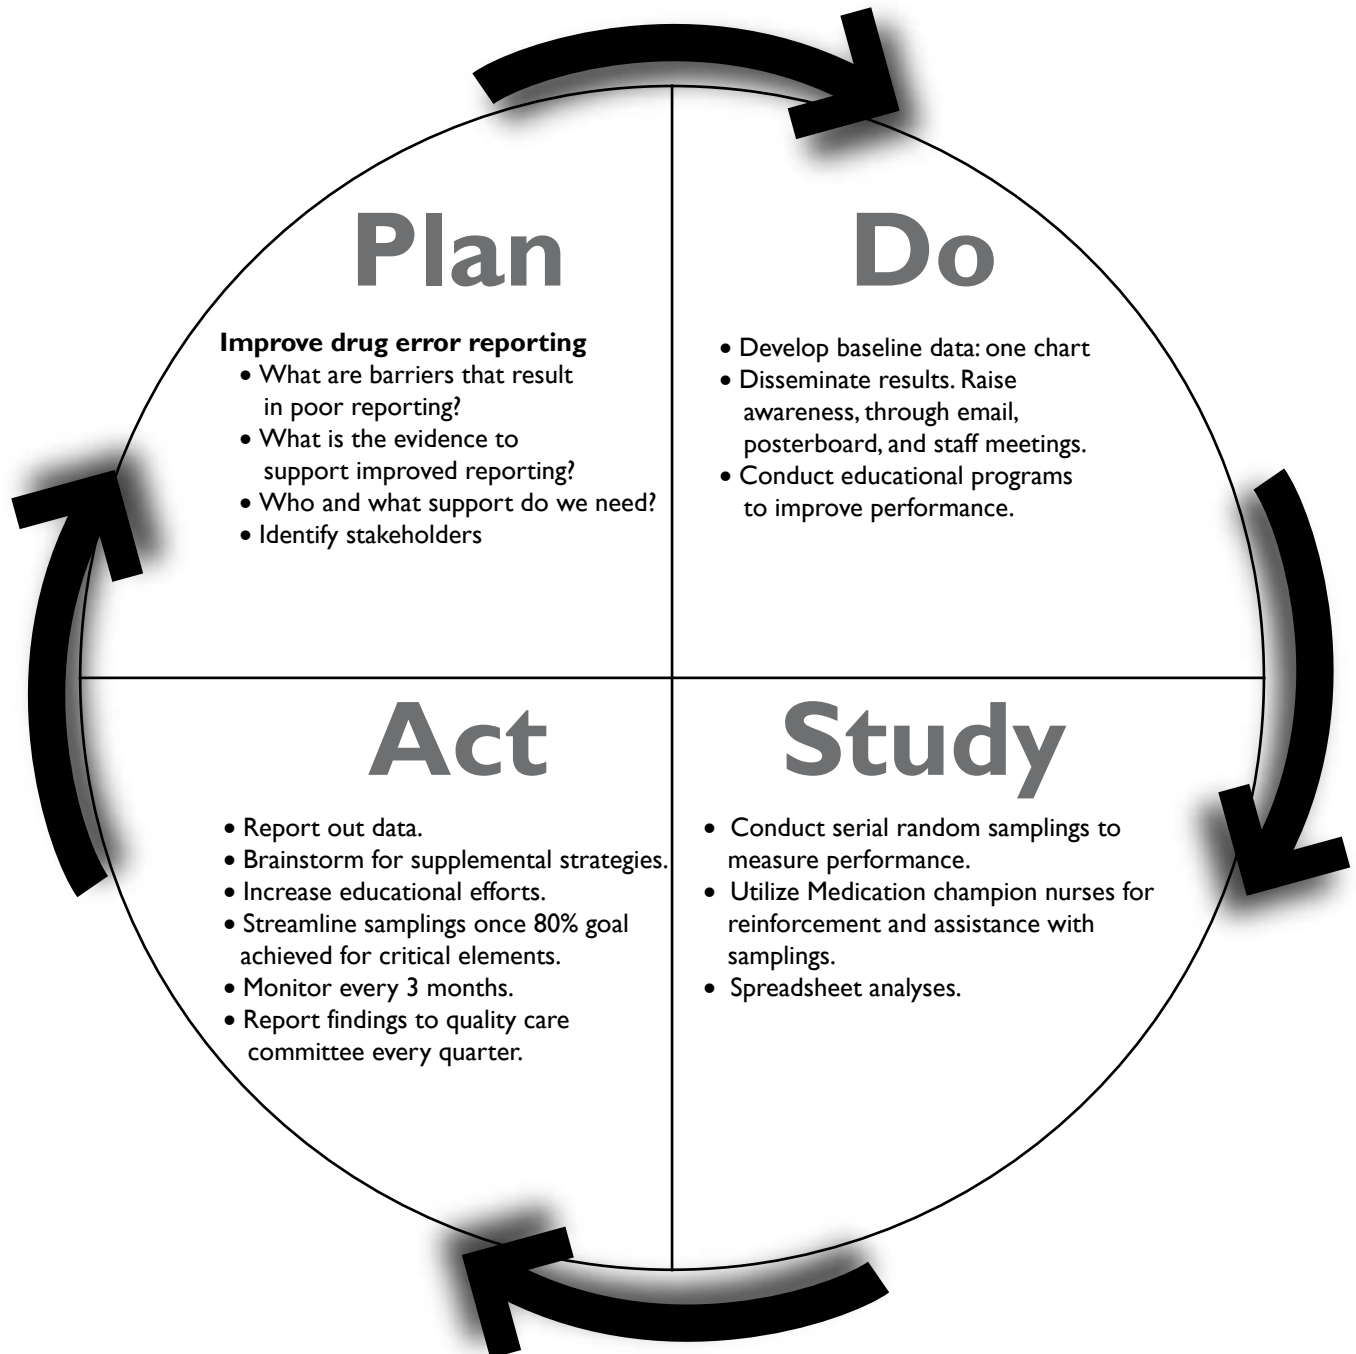 Plan
Improve drug error reporting
• What are barriers that result
in poor reporting?
• What is the evidence to
support improved reporting?
• Who and what support do we need?
• Identify stakeholders
Do
• Develop baseline data: one chart
• Disseminate results. Raise
awareness, through email,
posterboard, and staff meetings.
• Conduct educational programs
to improve performance.
Study
• Conduct serial random samplings to
measure performance.
• Utilize Medication champion nurses for
reinforcement and assistance with
samplings.
• Spreadsheet analyses.
Act
• Report out data.
• Brainstorm for supplemental strategies.
• Increase educational efforts.
• Streamline samplings once 80% goal
achieved for critical elements.
• Monitor every 3 months.
• Report findings to quality care
committee every quarter.